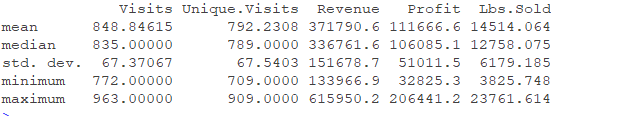 Visits Unique.Visits Revenue Profit Lbs.Sold
mean 848.84615 792.2308 371790.6 111666.6 14514.064
median 835.00000 789.0000 336761.6 106085.1 12758.075
std. dev. 67.37067 67.5403 151678.7 51011.5 6179.185
minimum 772.00000 709.0000 133966.9 32825.3 3825.748
maximum 963.00000 909.0000 615950.2 206441.2 23761.614